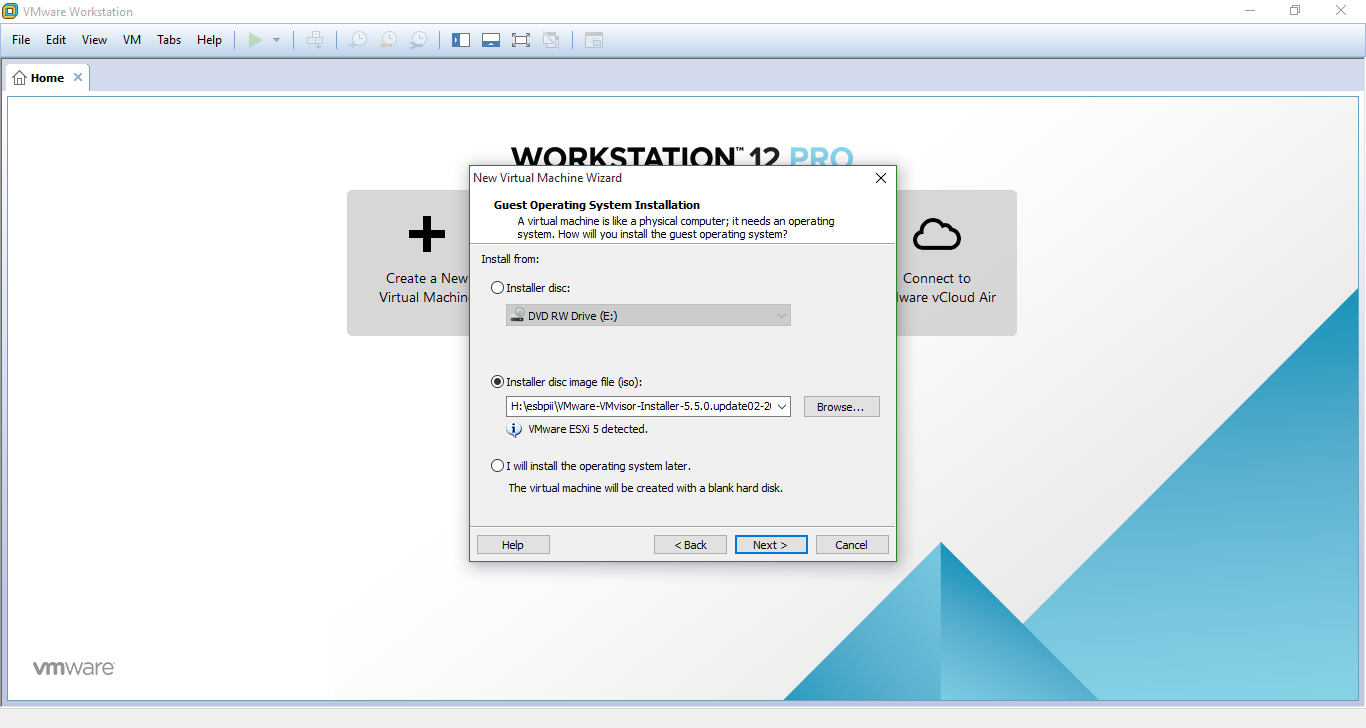 VMware Workstation
File Edit View VM Tabs Help
Home
WORKSTATION™ 12 PRO
Create a New
Virtual Machin
Connect to
ware vCloud Air
New Virtual Machine Wizard
Guest Operating System Installation
A virtual machine is like a physical computer; it needs an operating
system. How will you install the guest operating system?
Install from:
Installer disc:
DVD RW Drive (E:)
Installer disc image file (iso):
H:\esbpii\VMware-VMvisor-Installer-5.5.0.update02-20
Browse...
VMware ESXi 5 detected.
I will install the operating system later.
The virtual machine will be created with a blank hard disk.
Help
< Back
Next >
Cancel
vmware